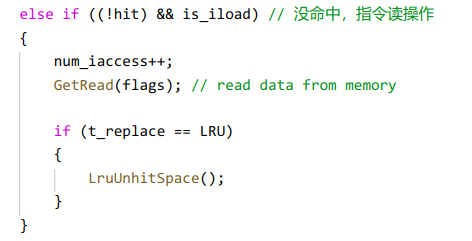 else if ((!hit) && is_iload) // 没命中，指令读操作
{
    num_iaccess++;
    GetRead(flags); // read data from memory

    if (t_replace == LRU)
    {
        LruUnhitSpace();
    }
}